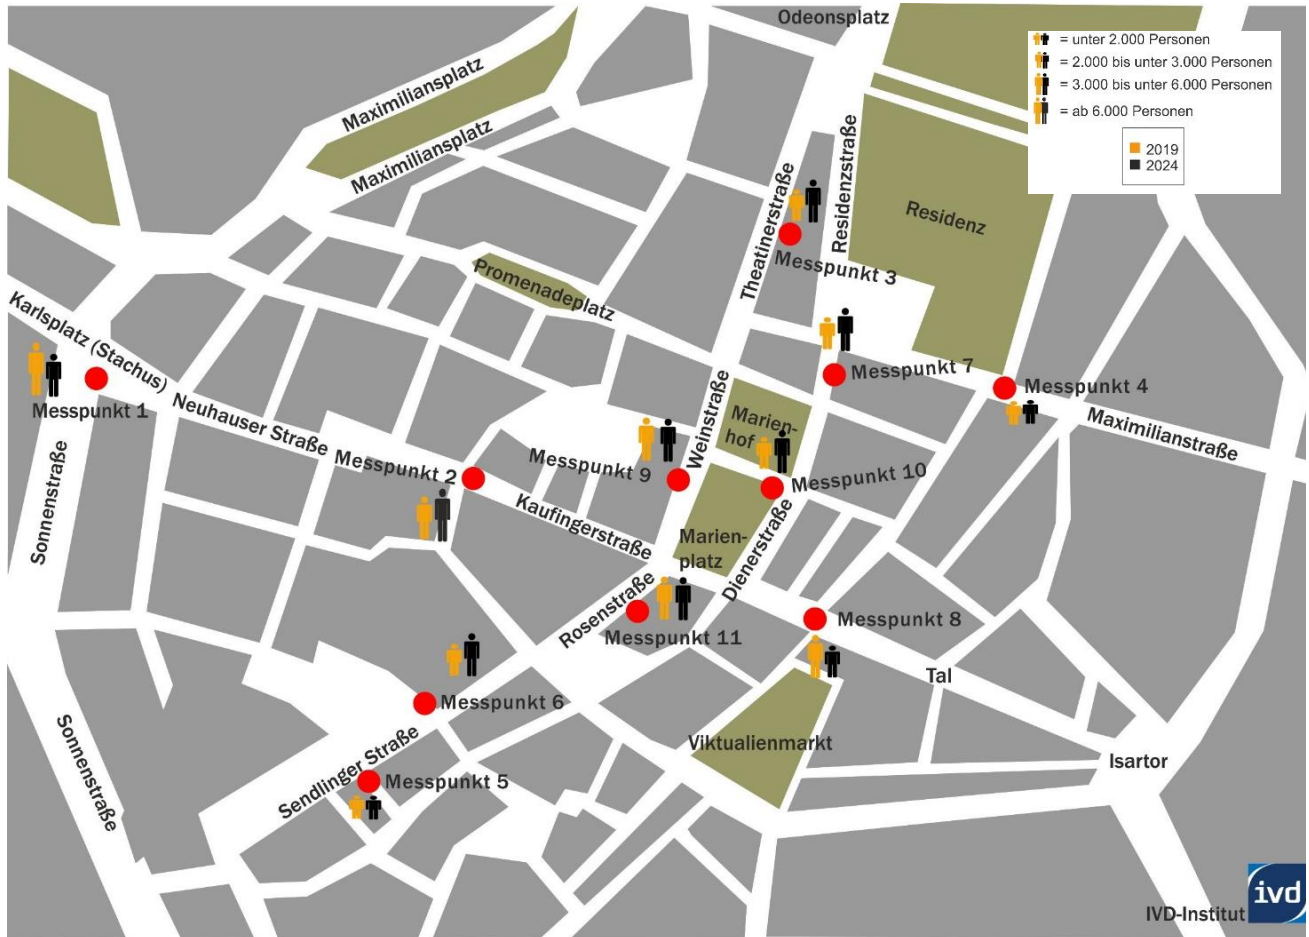 Odeonsplatz
= unter 2.000 Personen
= 2.000 bis unter 3.000 Personen
= 3.000 bis unter 6.000 Personen
= ab 6.000 Personen
2019
2024
Maximiliansplatz
Maximiliansplatz
Theatinerstraße
Residenzstraße
Residenz
Messpunkt 3
Promenadeplatz
Karlsplatz (Stachus)
Messpunkt 1
Neuhauser Straße
Messpunkt 2
Messpunkt 9
Weinstraße
Marien-
hof
Messpunkt 7
Messpunkt 4
Maximilianstraße
Messpunkt 10
Sonnenstraße
Kaufingerstraße
Marien-
platz
Dienerstraße
Rosenstraße
Messpunkt 11
Messpunkt 8
Tal
Messpunkt 6
Viktualienmarkt
Isartor
Sendlinger Straße
Messpunkt 5
Sonnenstraße
IVD-Institut
ivd